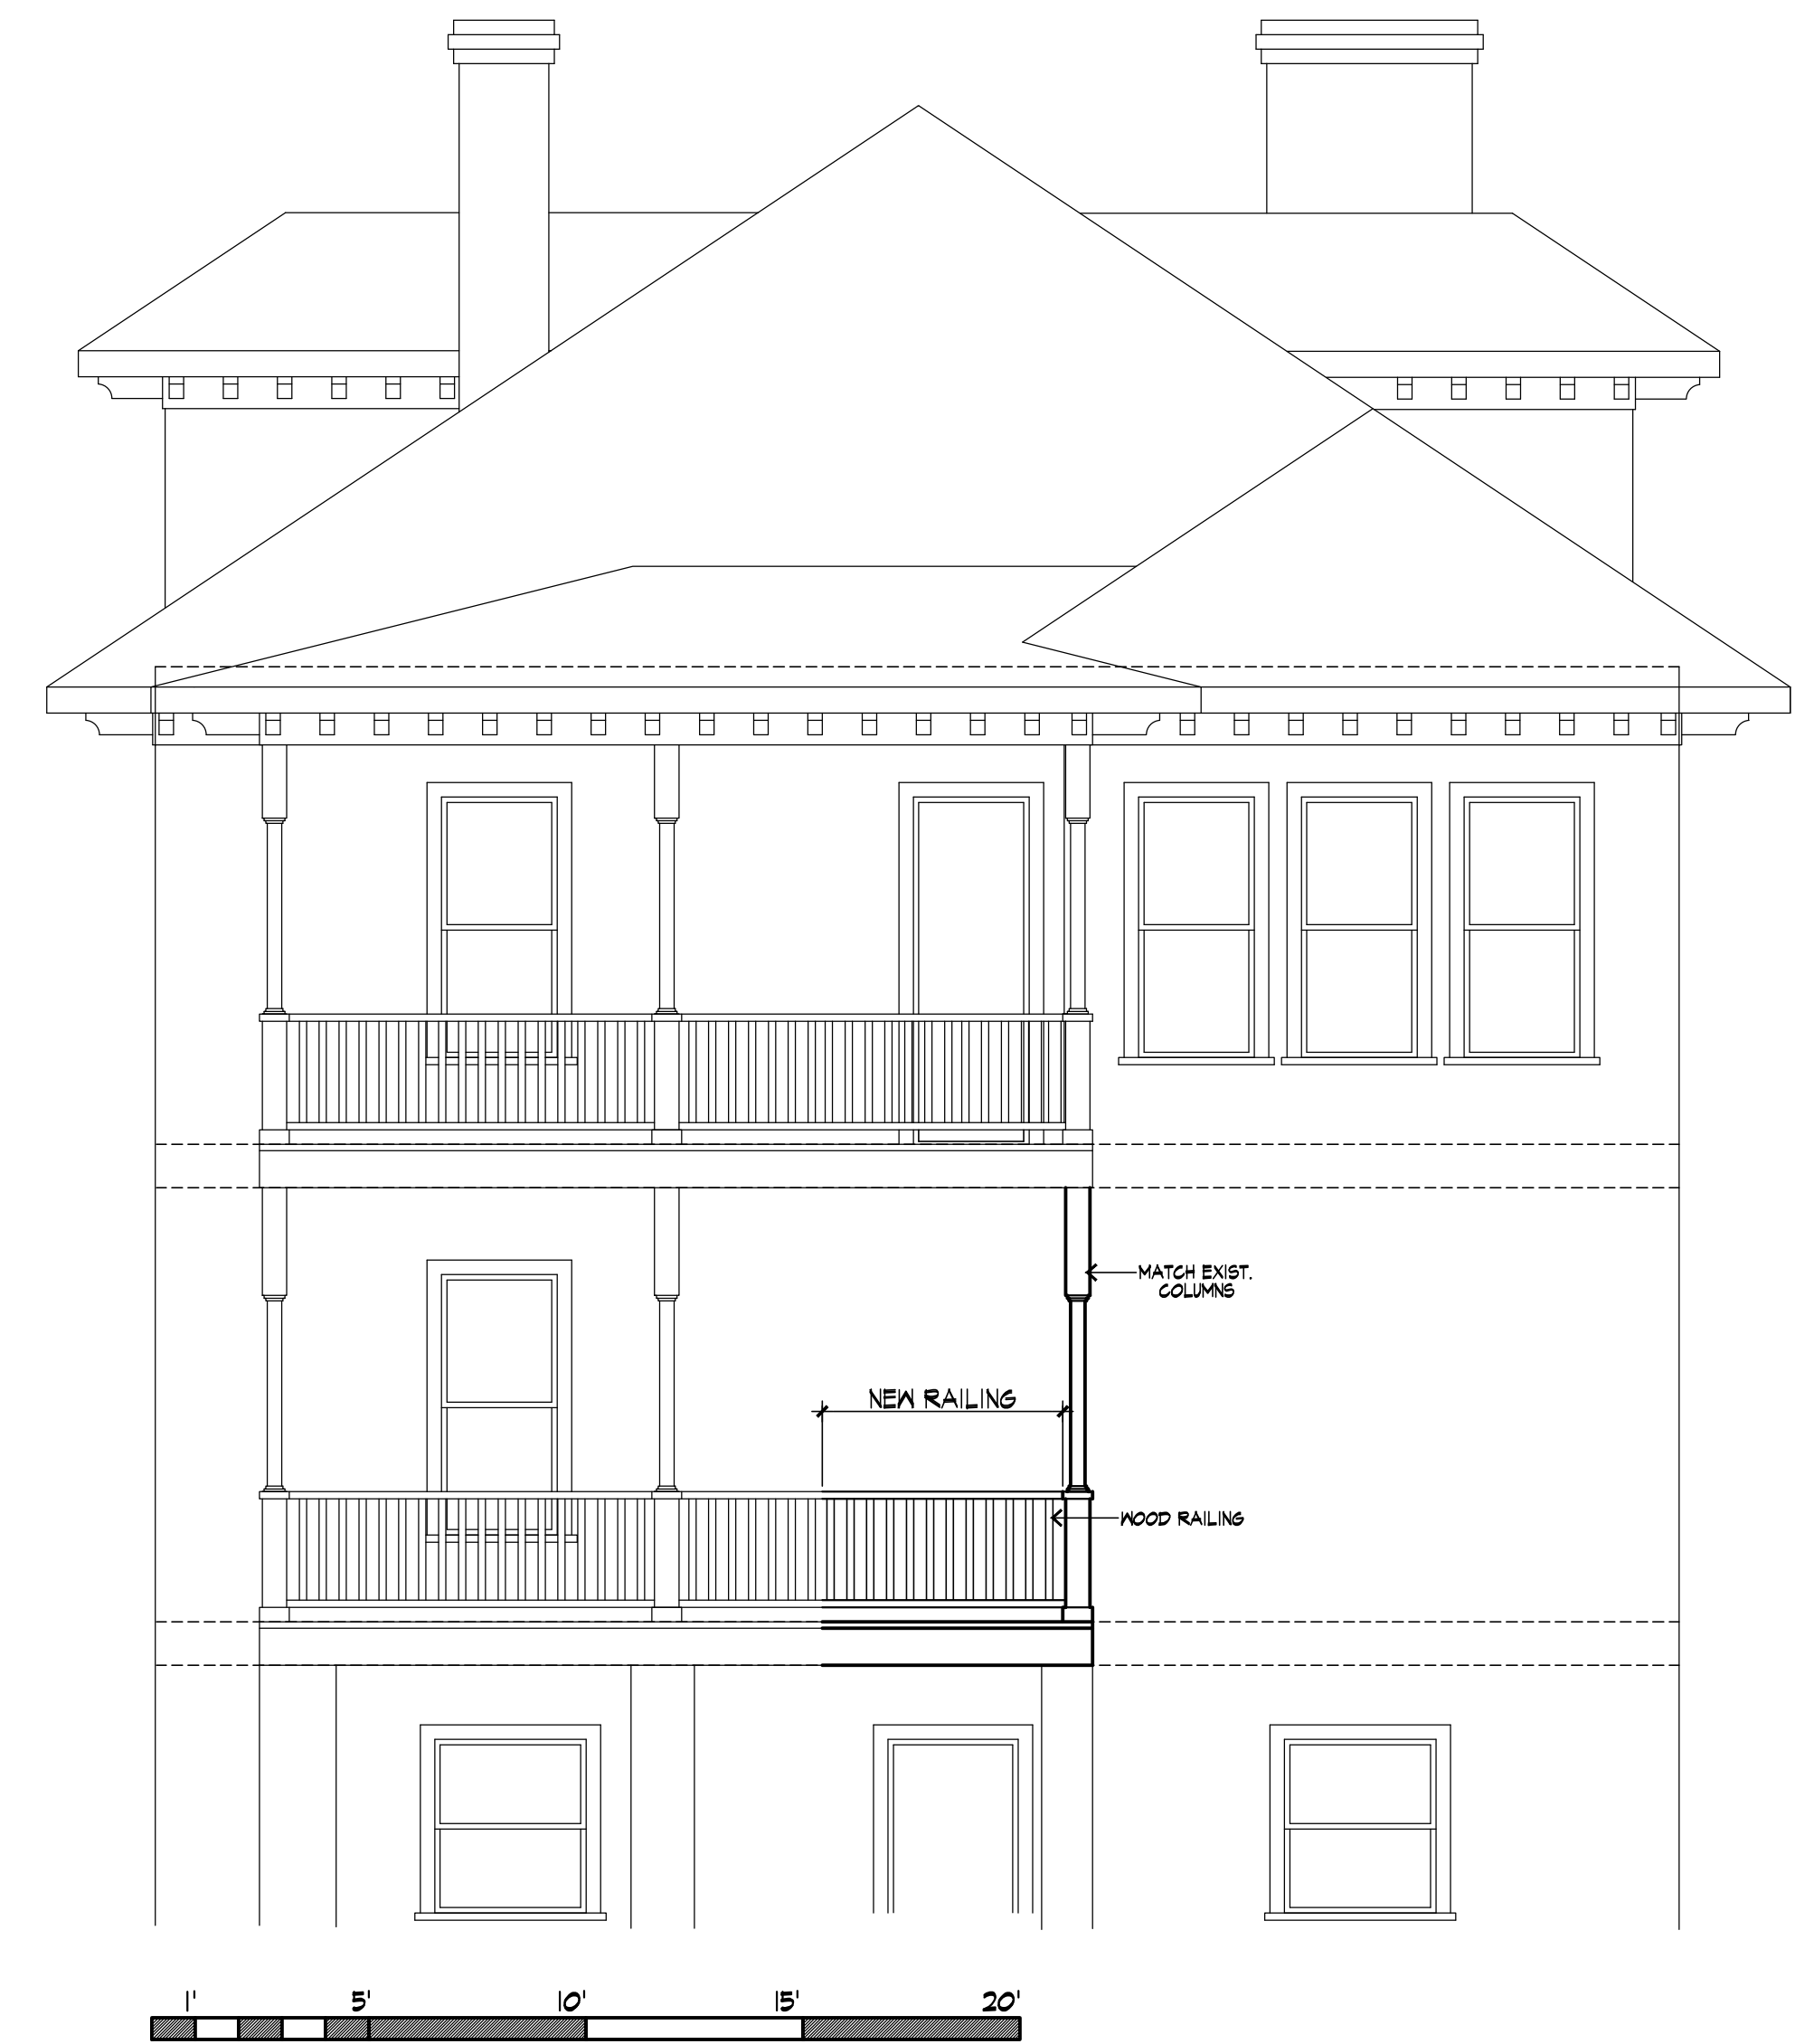 MATCH EXIST.
COLUMNS
NEW RAILING
WOOD RAILING
1' 5' 10' 15' 20'